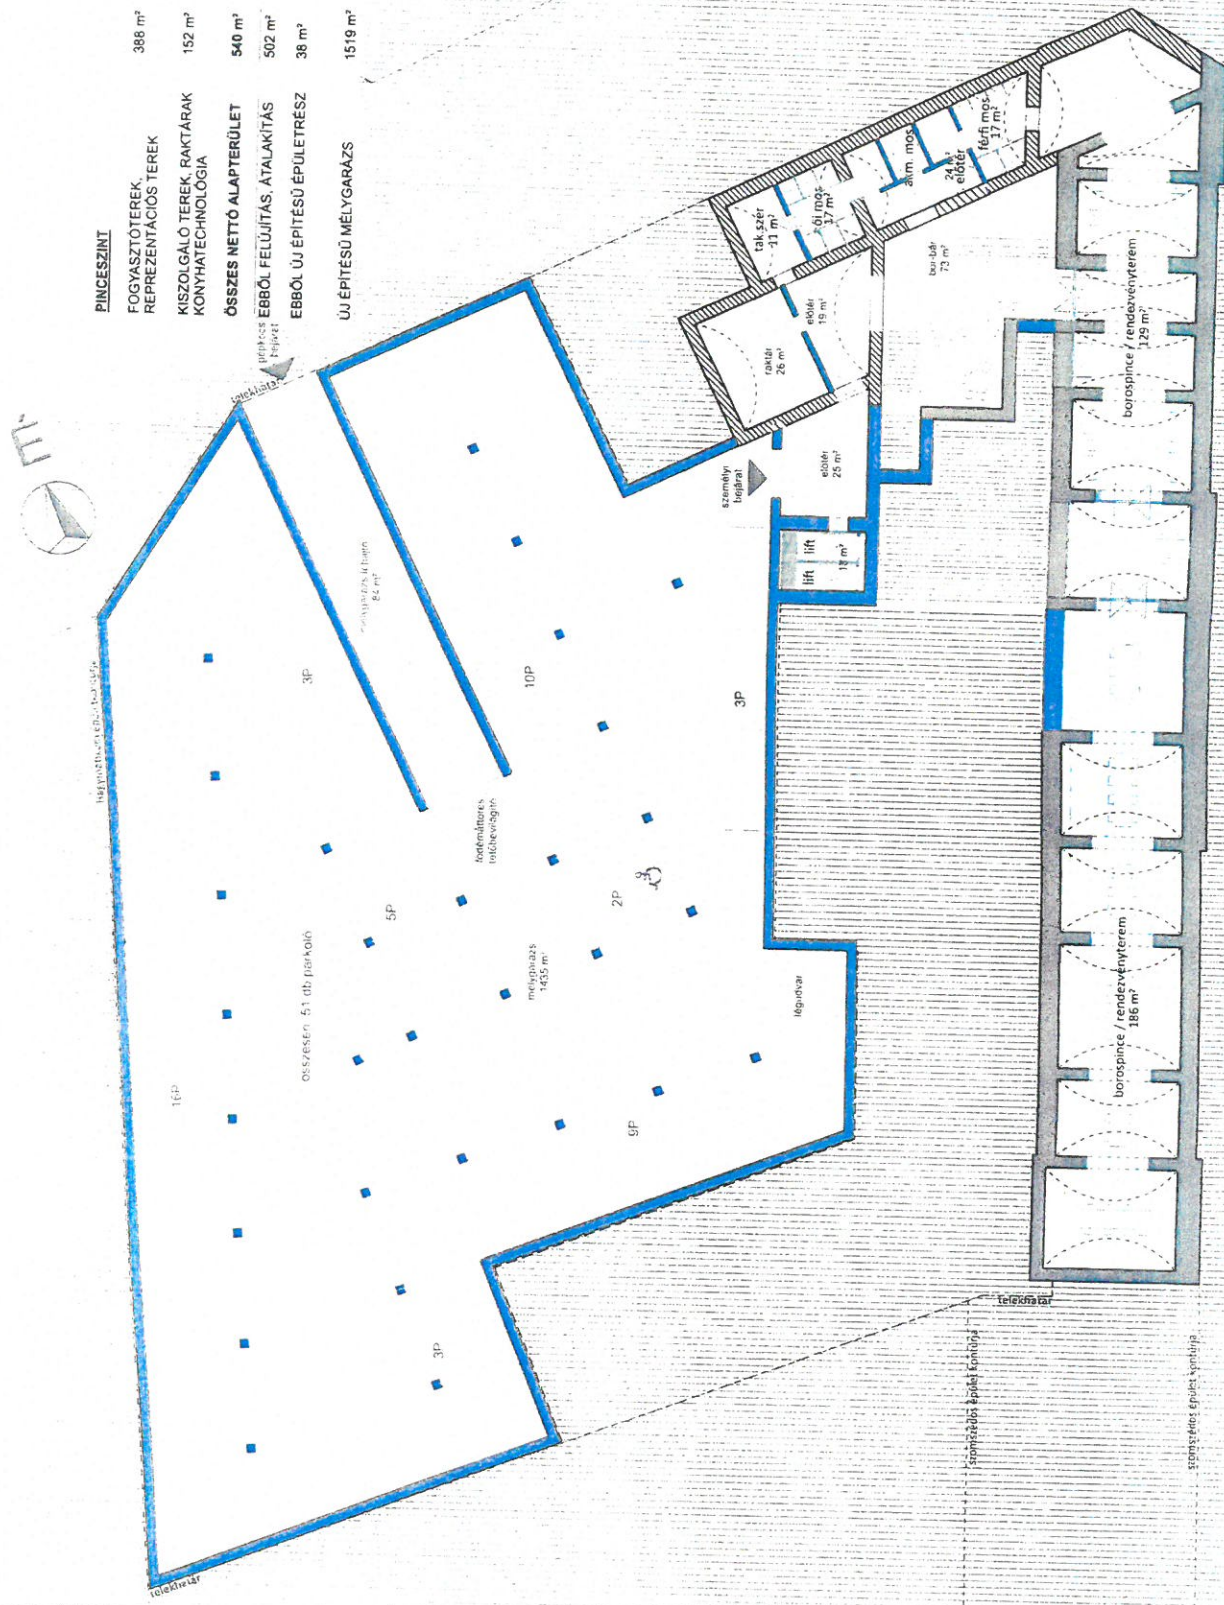 PINCESZINT
FOGYASZTÓTEREK,
REPREZENTÁCIÓS TEREK
388 m²
KISZOLGÁLÓ TEREK, RAKTÁRAK
KONYHATECHNOLÓGIA
152 m²
ÖSSZES NETTÓ ALAPTERÜLET
540 m²
EBBŐL FELÚJÍTÁS, ÁTALAKÍTÁS
502 m²
EBBŐL ÚJ ÉPÍTÉSŰ ÉPÜLETRÉSZ
38 m²
ÚJ ÉPÍTÉSŰ MÉLYGARÁZS
1519 m²
bejárat
telekhatár
84 m²
3P
10P
3P
16P
összesen: 51 db parkoló
5P
2P
mélygarázs
1435 m²
légudvar
9P
3P
telekhatár
személyi
bejárat
előtér
25 m²
lift
lift
18 m²
raktár
26 m²
előtér
19 m²
tak.szer
11 m²
női mos
17 m²
akm. mos
24 m²
előtér
férfi mos
17 m²
bor-bár
73 m²
borospince / rendezvényterem
129 m²
borospince / rendezvényterem
186 m²
telekhatár
szomszédos épület kontúrja
szomszédos épület kontúrja